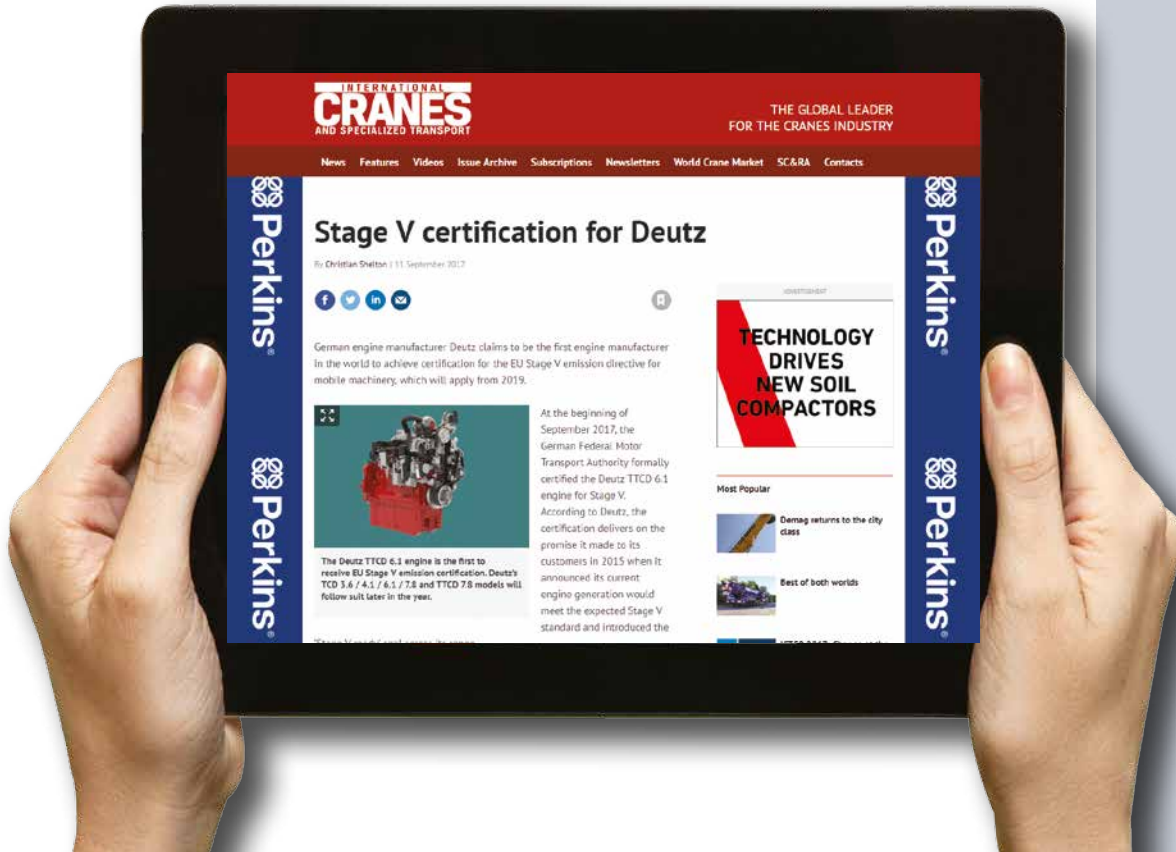 INTERNATIONAL
CRANES
AND SPECIALIZED TRANSPORT
THE GLOBAL LEADER
FOR THE CRANES INDUSTRY
News Features Videos Issue Archive Subscriptions Newsletters World Crane Market SC&RA Contacts
Perkins
Perkins
Stage V certification for Deutz
By Christian Shelton | 11 September 2017
German engine manufacturer Deutz claims to be the first engine manufacturer
in the world to achieve certification for the EU Stage V emission directive for
mobile machinery, which will apply from 2019.
The Deutz TTCD 6.1 engine is the first to
receive EU Stage V emission certification. Deutz's
TCD 3.6 / 4.1 / 6.1 / 7.8 and TTCD 7.8 models will
follow suit later in the year.
At the beginning of
September 2017, the
German Federal Motor
Transport Authority formally
certified the Deutz TTCD 6.1
engine for Stage V.
According to Deutz, the
certification delivers on the
promise it made to its
customers in 2015 when it
announced its current
engine generation would
meet the expected Stage V
standard and introduced the
ADVERTISEMENT
TECHNOLOGY
DRIVES
NEW SOIL
COMPACTORS
Most Popular
Demag returns to the city
class
Best of both worlds
Perkins®
Perkins®